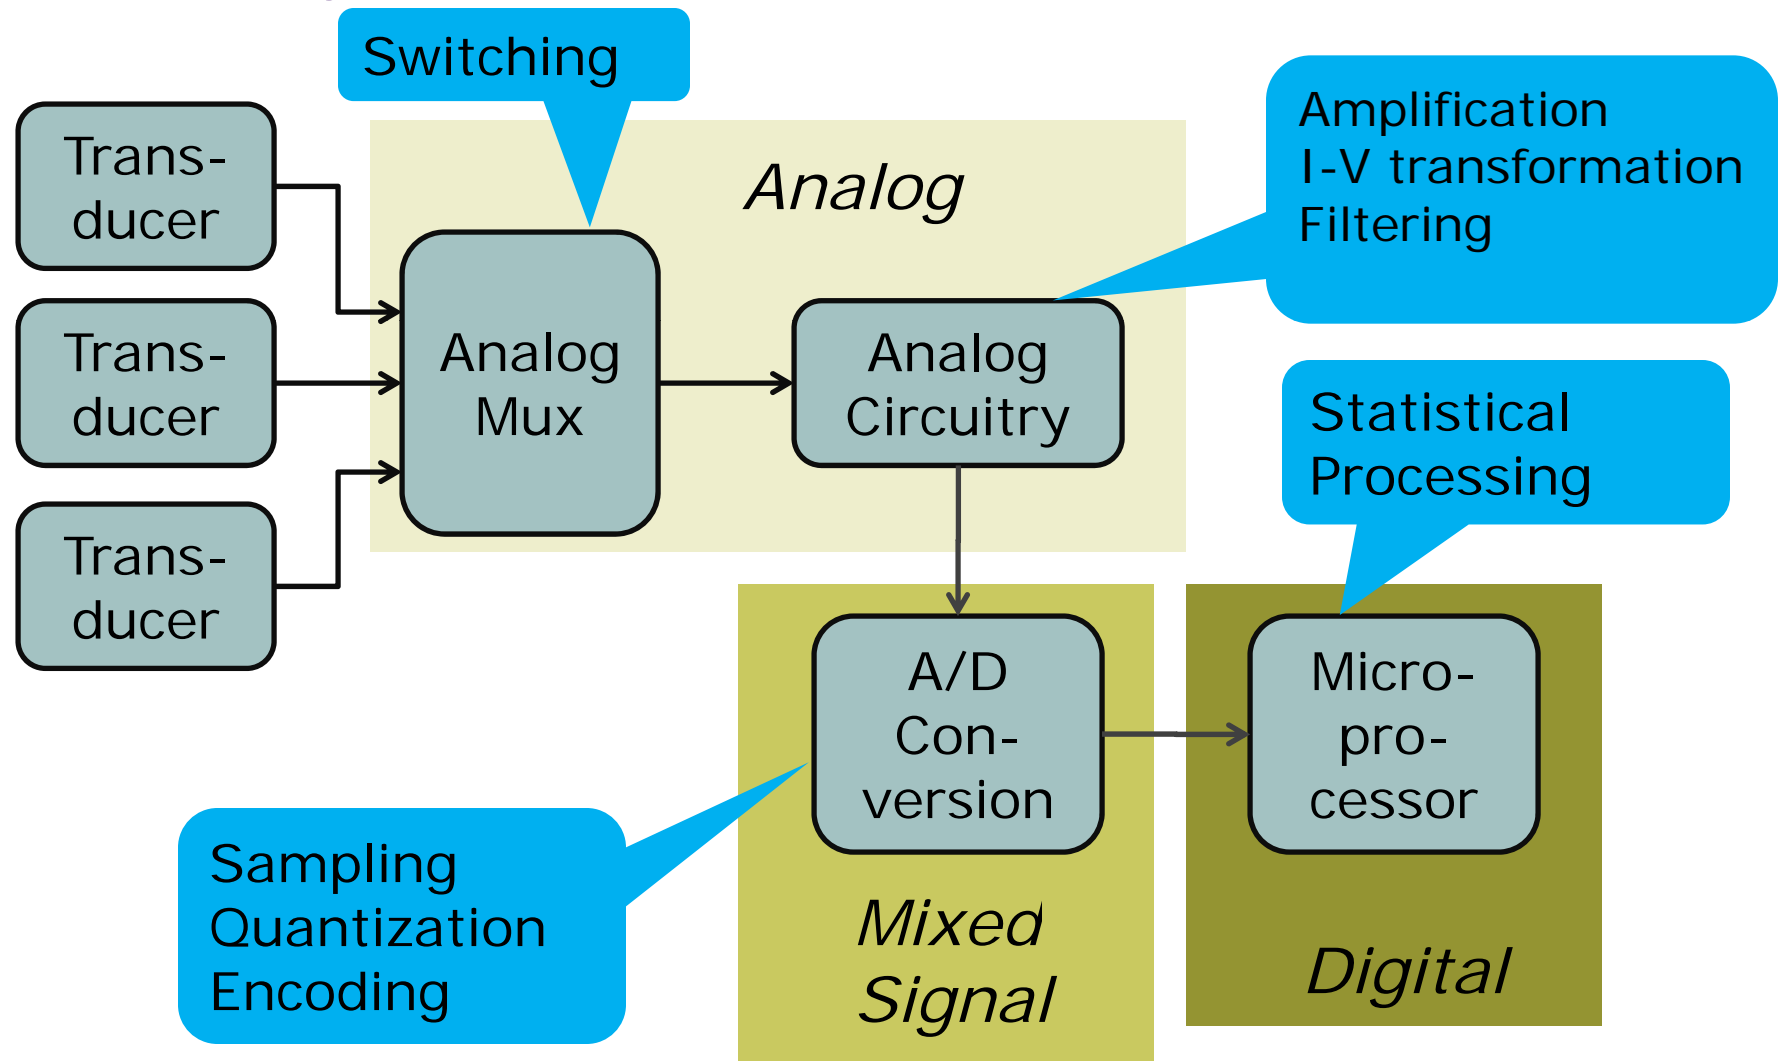 Switching
Amplification
I-V transformation
Filtering
Trans-
ducer
Analog
Trans-
ducer
Analog
Mux
Analog
Circuitry
Statistical
Processing
Trans-
ducer
A/D
Con-
version
Micro-
pro-
cessor
Sampling
Quantization
Encoding
Mixed
Signal
Digital